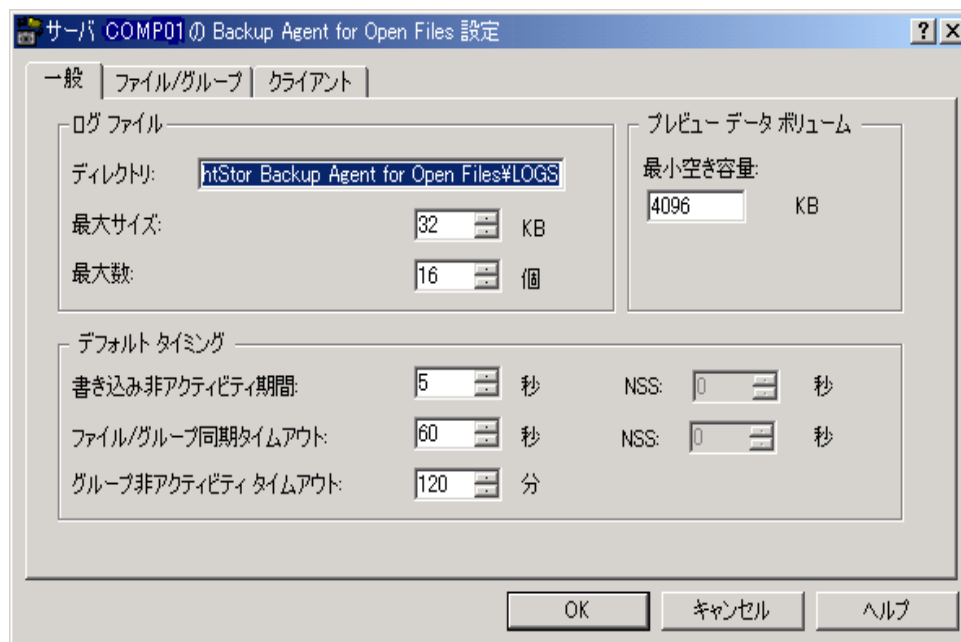 サーバ COMP01 の Backup Agent for Open Files 設定
一般 ファイル/グループ クライアント
ログ ファイル
ディレクトリ: htStor Backup Agent for Open Files¥LOGS
最大サイズ: 32 KB
最大数: 16 個
プレビュー データ ボリューム
最小空き容量:
4096 KB
デフォルト タイミング
書き込み非アクティビティ期間: 5 秒 NSS: 0 秒
ファイル/グループ同期タイムアウト: 60 秒 NSS: 0 秒
グループ非アクティビティ タイムアウト: 120 分
OK キャンセル ヘルプ